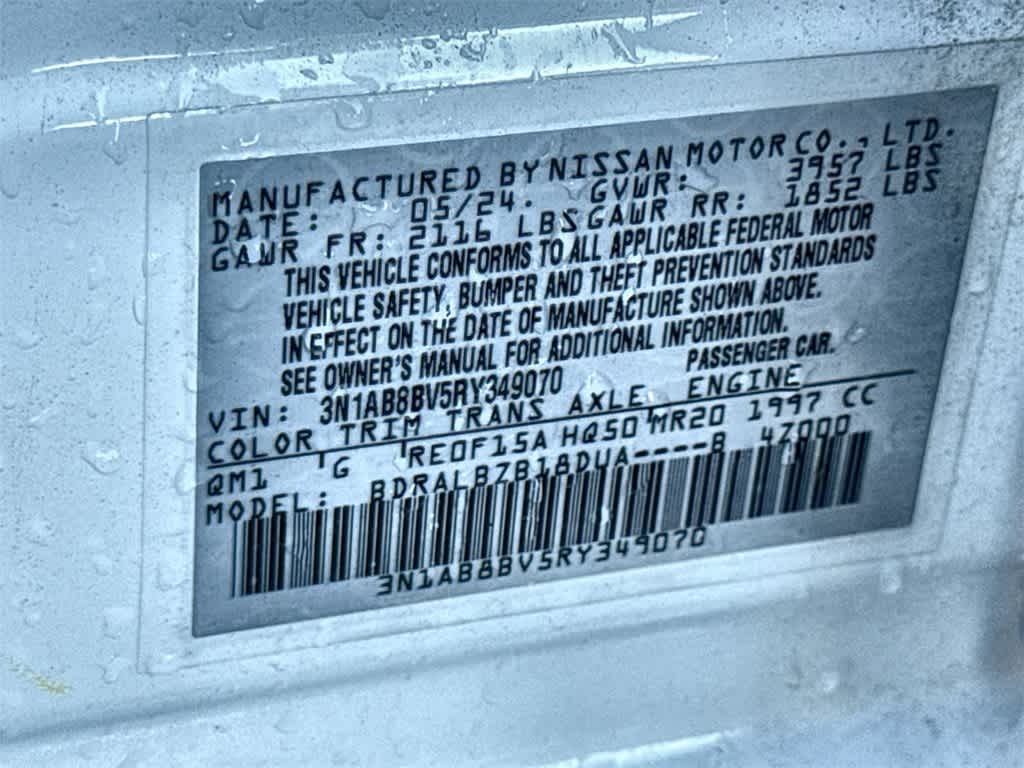 MANUFACTURED BY NISSAN MOTOR CO., LTD.
DATE: 05/24. GVWR: 3957 LBS
GAWR FR: 2116 LBS GAWR RR: 1852 LBS
THIS VEHICLE CONFORMS TO ALL APPLICABLE FEDERAL MOTOR
VEHICLE SAFETY, BUMPER AND THEFT PREVENTION STANDARDS
IN EFFECT ON THE DATE OF MANUFACTURE SHOWN ABOVE.
SEE OWNER'S MANUAL FOR ADDITIONAL INFORMATION.
VIN: 3N1AB8BV5RY349070 PASSENGER CAR.
COLOR TRIM TRANS AXLE ENGINE
QM1 G RE0F15A HQ50 MR20 1997 CC
MODEL: BDRALBZB18DUA----B 4Z000
3N1AB8BV5RY349070